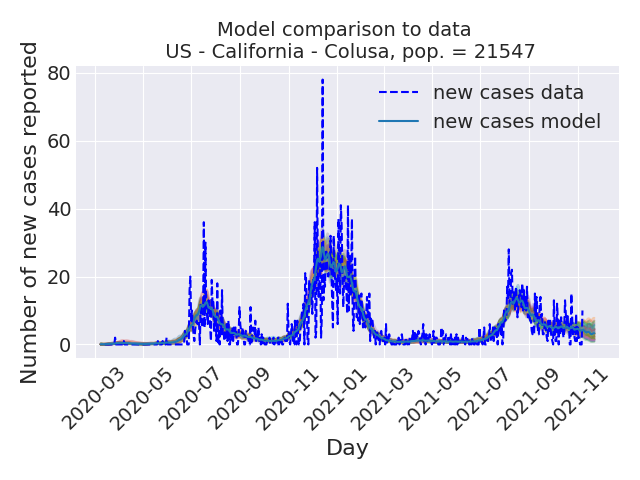 Model comparison to data
US - California - Colusa, pop. = 21547
Number of new cases reported
80
60
40
20
0
new cases data
new cases model
2020-03
2020-05
2020-07
2020-09
2020-11
2021-01
2021-03
2021-05
2021-07
2021-09
2021-11
Day